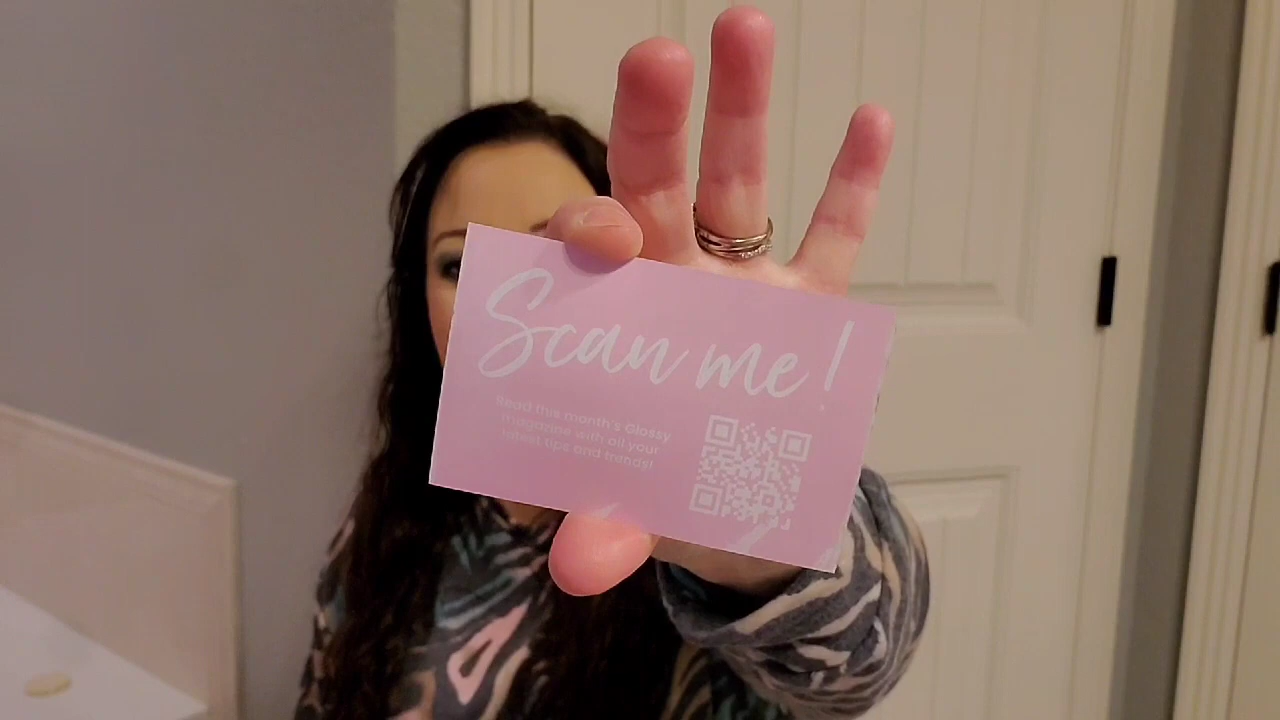 Scan me!
Read this month's Glossy
magazine with all your
latest tips and trends!